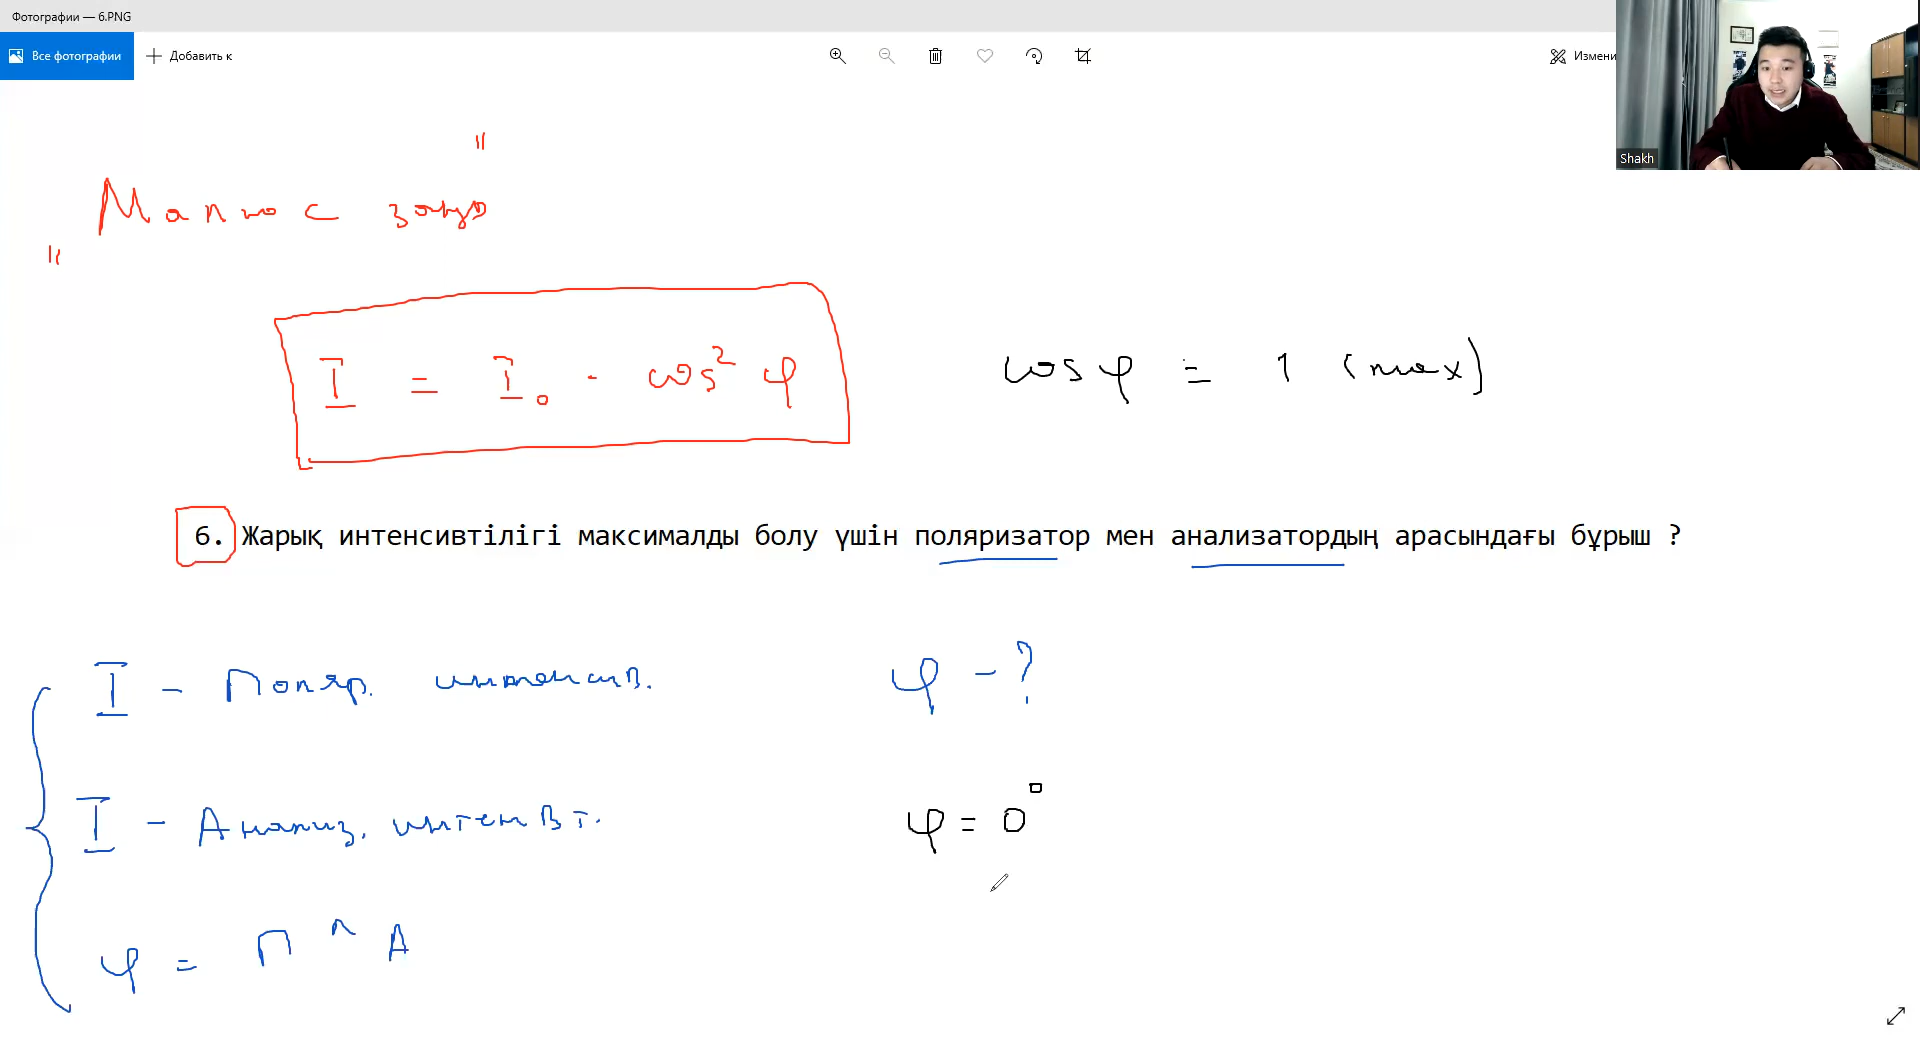 Фотографии — 6.PNG
Все фотографии
Добавить к
Измени
Shakh
" Малюс заңы "
I = I₀ · cos² φ
cos φ = 1 (max)
6. Жарық интенсивтілігі максималды болу үшін поляризатор мен анализатордың арасындағы бұрыш ?
I - Поляр. интенсив.
φ - ?
I - Анализ. интенвт.
φ = 0°
φ = П ^ А